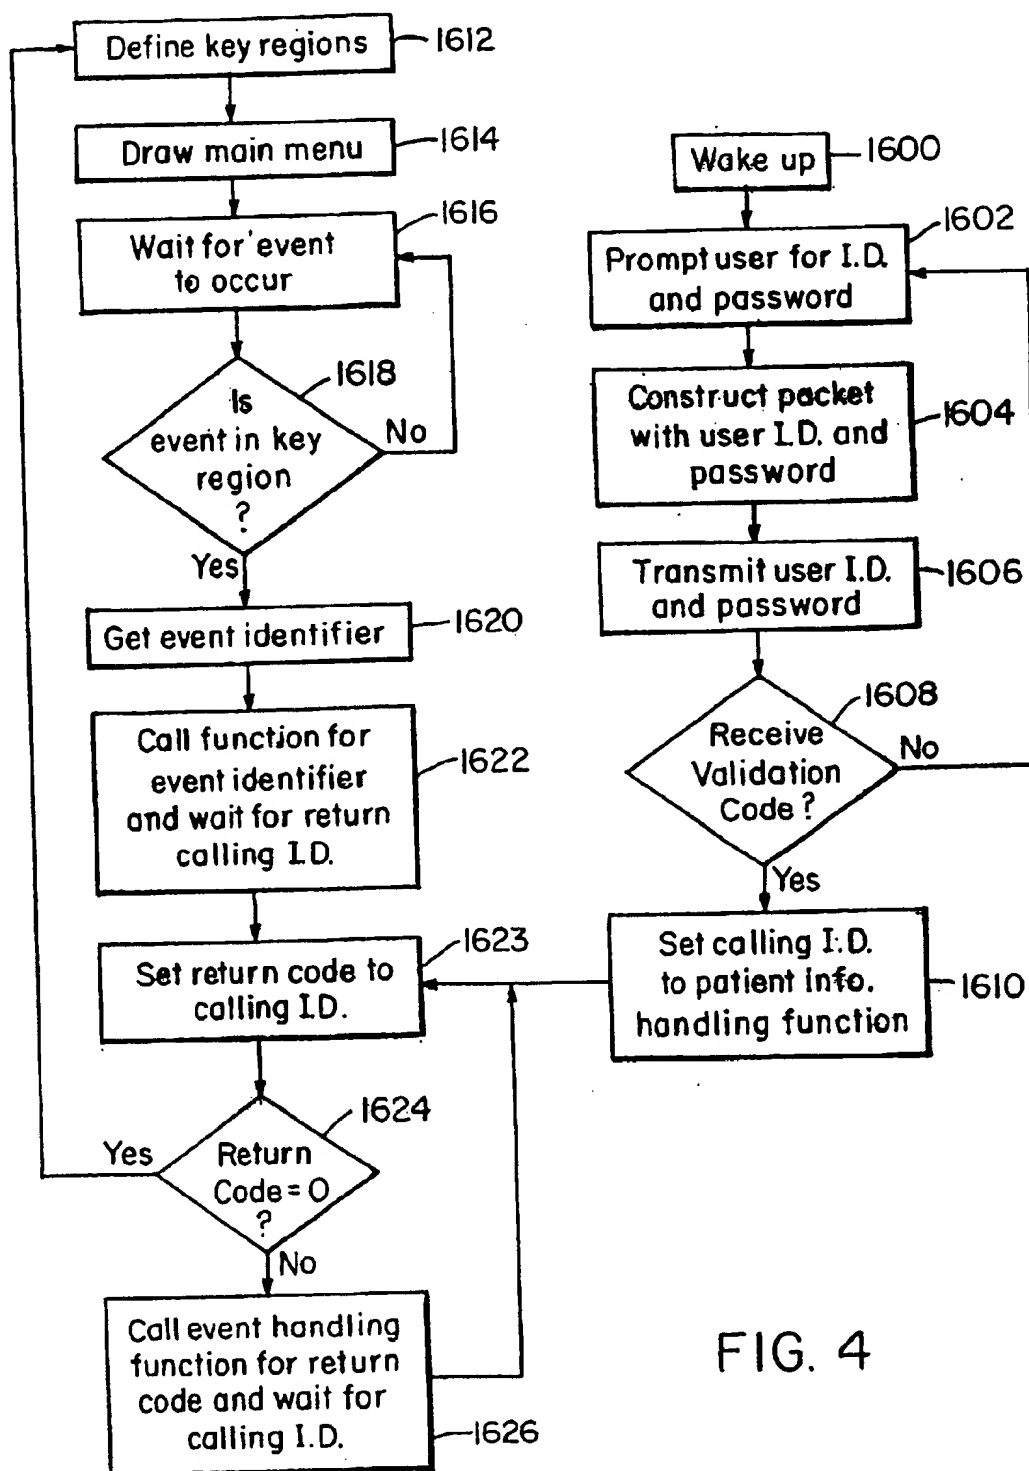 Define key regions
1612
Draw main menu
1614
1616
Wait for event
to occur
1618
Is
event in key
region
?
No
Yes
Get event identifier
1620
Call function for
event identifier
and wait for return
calling I.D.
1622
1623
Set return code to
calling I.D.
1624
Yes
Return
Code = 0
?
No
Call event handling
function for return
code and wait for
calling I.D.
1626
Wake up
1600
1602
Prompt user for I.D.
and password
Construct packet
with user I.D. and
password
1604
Transmit user I.D.
and password
1606
1608
Receive
Validation
Code?
No
Yes
Set calling I.D.
to patient info.
handling function
1610
FIG. 4